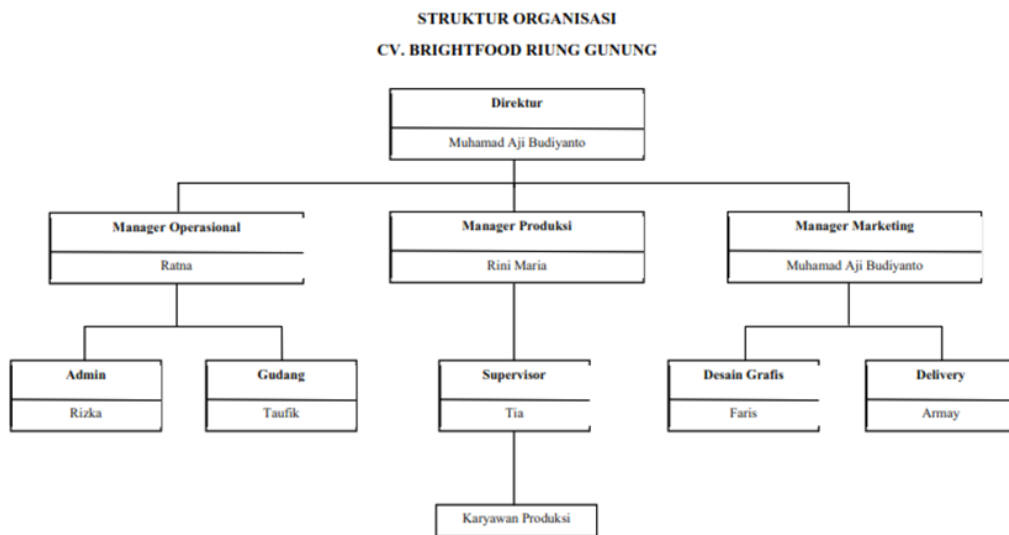 STRUKTUR ORGANISASI
CV. BRIGHTFOOD RIUNG GUNUNG
Direktur
Muhamad Aji Budiyanto
Manager Operasional
Ratna
Manager Produksi
Rini Maria
Manager Marketing
Muhamad Aji Budiyanto
Admin
Rizka
Gudang
Taufik
Supervisor
Tia
Desain Grafis
Faris
Delivery
Armay
Karyawan Produksi